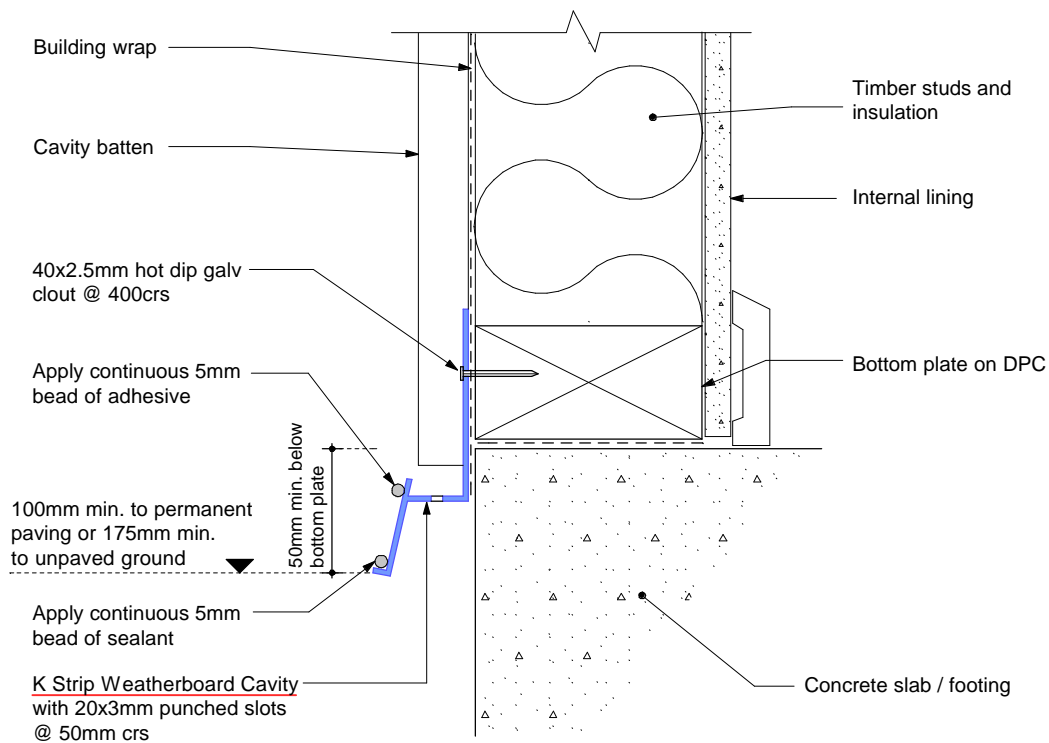 Building wrap
Cavity batten
40x2.5mm hot dip galv
clout @ 400crs
Apply continuous 5mm
bead of adhesive
50mm min. below
bottom plate
100mm min. to permanent
paving or 175mm min.
to unpaved ground
Apply continuous 5mm
bead of sealant
K Strip Weatherboard Cavity
with 20x3mm punched slots
@ 50mm crs
Timber studs and
insulation
Internal lining
Bottom plate on DPC
Concrete slab / footing